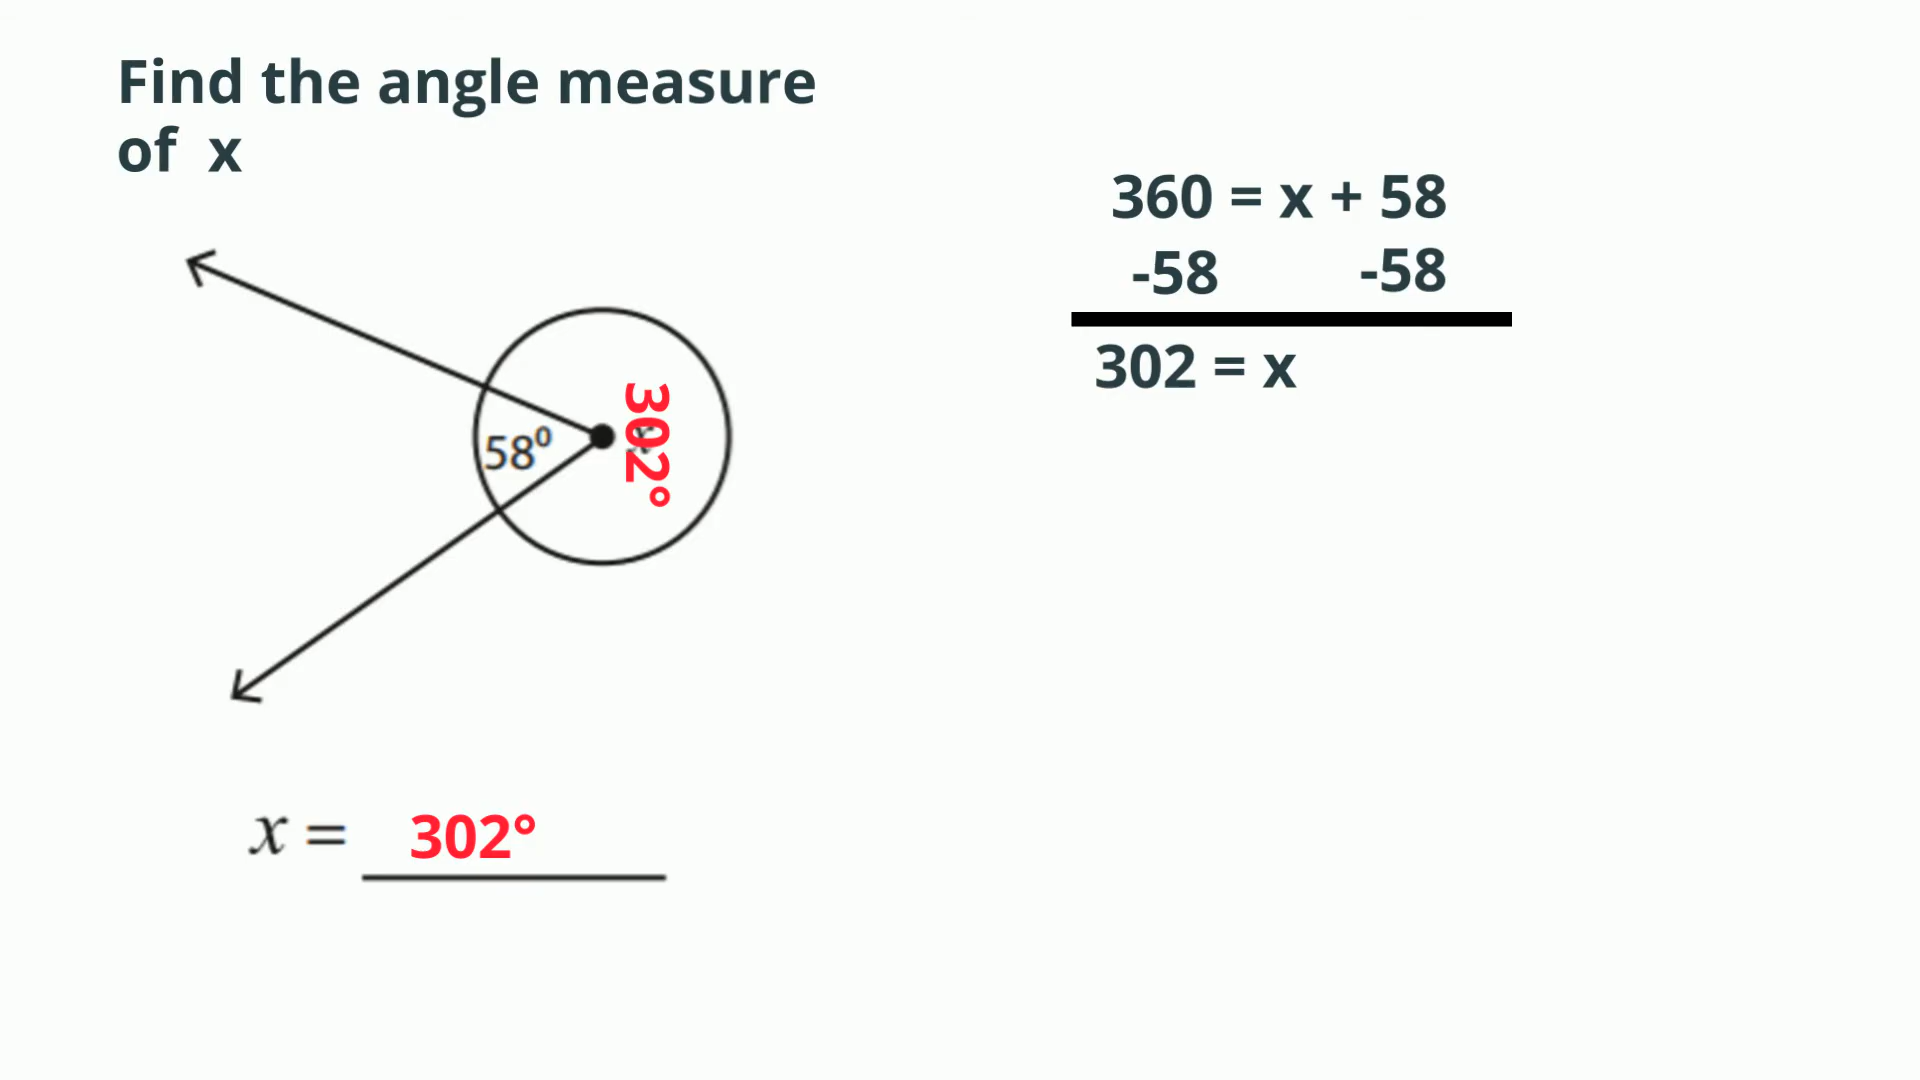 Find the angle measure
of x
360 = x + 58
-58 -58
302 = x
58⁰
302°
x
x = 302°